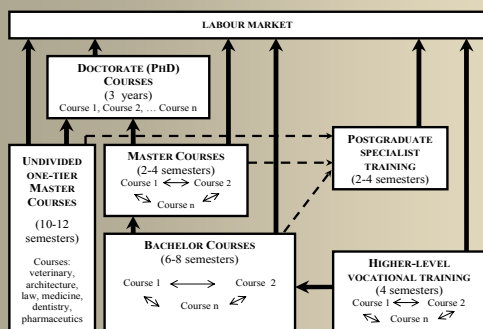 LABOUR MARKET
DOCTORATE (PHD)
COURSES
(3 years)
Course 1, Course 2, ... Course n
UNDIVIDED
ONE-TIER
MASTER
COURSES
(10-12
semesters)
Courses:
veterinary,
architecture,
law, medicine,
dentistry,
pharmaceutics
MASTER COURSES
(2-4 semesters)
Course 1 Course 2
Course n
POSTGRADUATE
SPECIALIST
TRAINING
(2-4 semesters)
BACHELOR COURSES
(6-8 semesters)
Course 1 Course 2
Course n
HIGHER-LEVEL
VOCATIONAL TRAINING
(4 semesters)
Course 1 Course 2
Course n